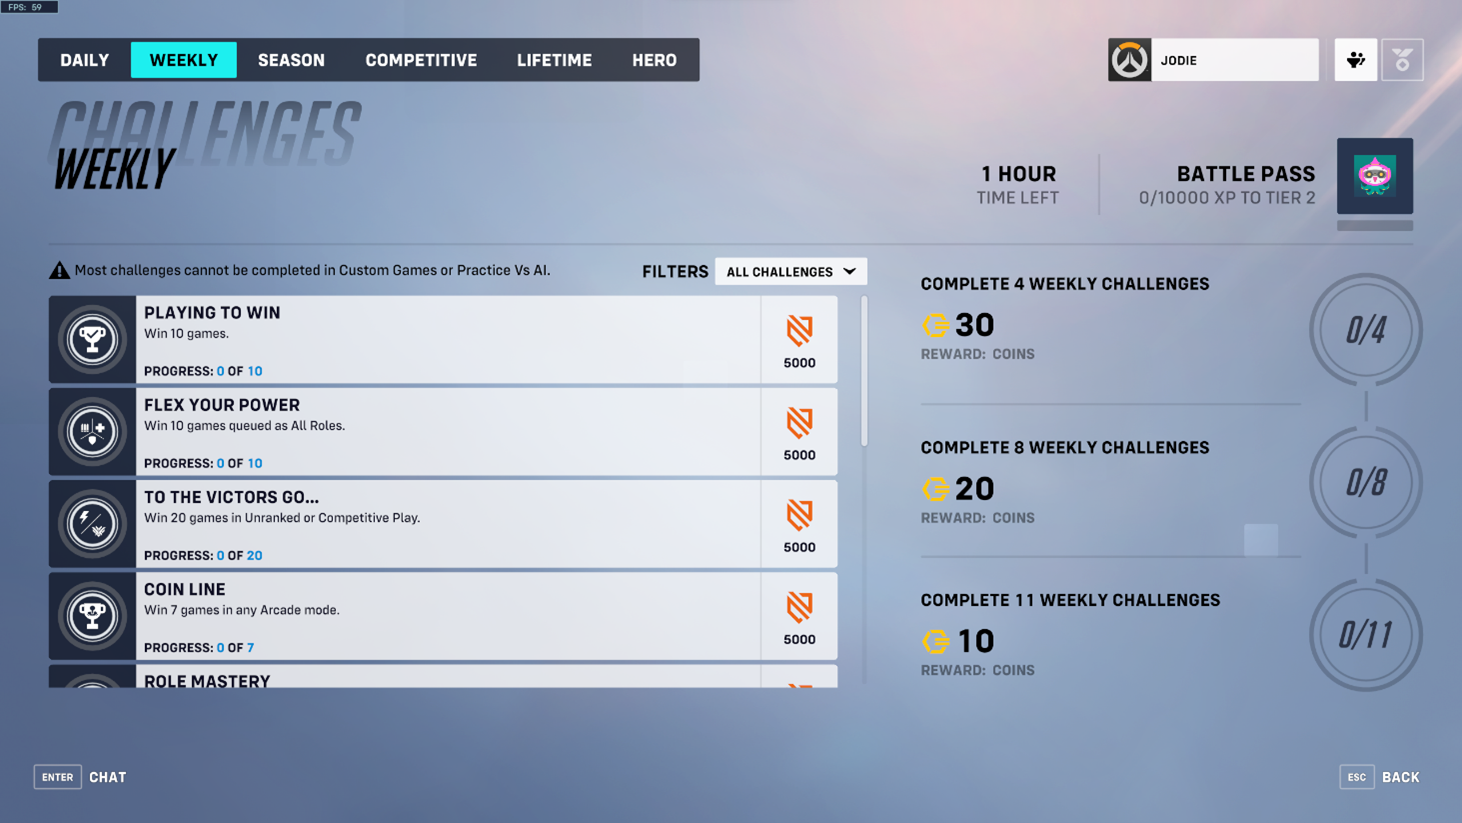 FPS: 59
DAILY WEEKLY SEASON COMPETITIVE LIFETIME HERO
JODIE
CHALLENGES
WEEKLY
1 HOUR
TIME LEFT
BATTLE PASS
0/10000 XP TO TIER 2
Most challenges cannot be completed in Custom Games or Practice Vs AI.
FILTERS ALL CHALLENGES
PLAYING TO WIN
Win 10 games.
PROGRESS: 0 OF 10
5000
FLEX YOUR POWER
Win 10 games queued as All Roles.
PROGRESS: 0 OF 10
5000
TO THE VICTORS GO...
Win 20 games in Unranked or Competitive Play.
PROGRESS: 0 OF 20
5000
COIN LINE
Win 7 games in any Arcade mode.
PROGRESS: 0 OF 7
5000
ROLE MASTERY
COMPLETE 4 WEEKLY CHALLENGES
30
REWARD: COINS
0/4
COMPLETE 8 WEEKLY CHALLENGES
20
REWARD: COINS
0/8
COMPLETE 11 WEEKLY CHALLENGES
10
REWARD: COINS
0/11
ENTER CHAT
ESC BACK